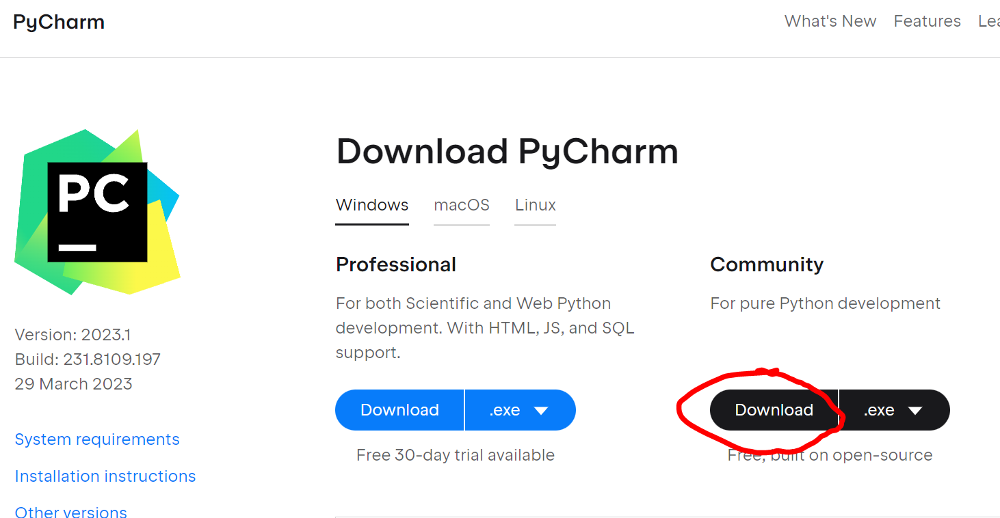 PyCharm
What's New Features
PC
Download PyCharm
Windows macOS Linux
Professional
For both Scientific and Web Python
development. With HTML, JS, and SQL
support.
Download .exe
Free 30-day trial available
Community
For pure Python development
Download .exe
Free, built on open-source
Version: 2023.1
Build: 231.8109.197
29 March 2023
System requirements
Installation instructions
Other versions